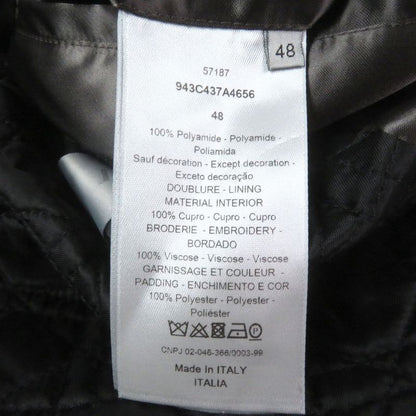 48
57187
943C437A4656
48
100% Polyamide - Polyamide -
Poliamida
Sauf décoration - Except decoration -
Exceto decoração
DOUBLURE - LINING
MATERIAL INTERIOR
100% Cupro - Cupro - Cupro
BRODERIE - EMBROIDERY -
BORDADO
100% Viscose - Viscose - Viscose
GARNISSAGE ET COULEUR -
PADDING - ENCHIMENTO E COR
100% Polyester - Polyester -
Poliéster
P
CNPJ 02-046-366/0003-99
Made In ITALY
ITALIA